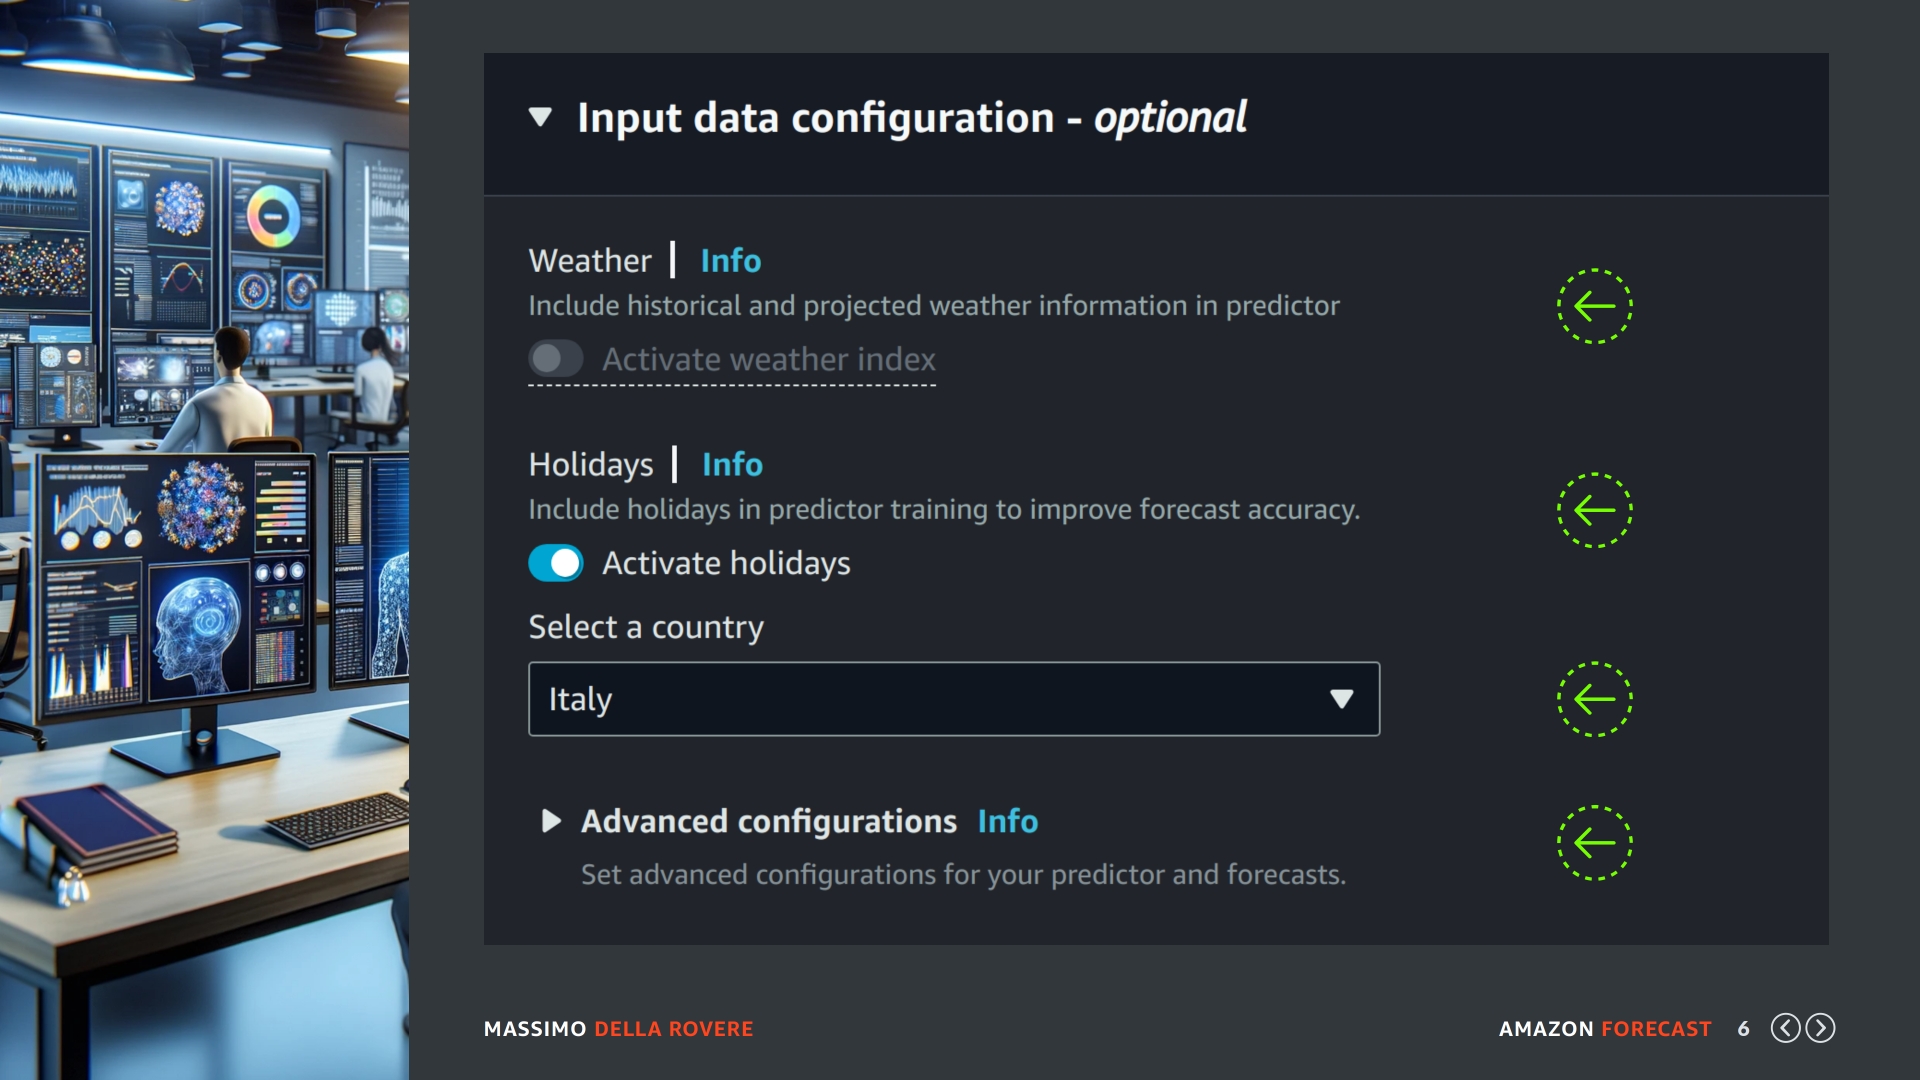 Input data configuration - optional
Weather | Info
Include historical and projected weather information in predictor
Activate weather index
Holidays | Info
Include holidays in predictor training to improve forecast accuracy.
Activate holidays
Select a country
Italy
Advanced configurations Info
Set advanced configurations for your predictor and forecasts.
MASSIMO DELLA ROVERE
AMAZON FORECAST 6